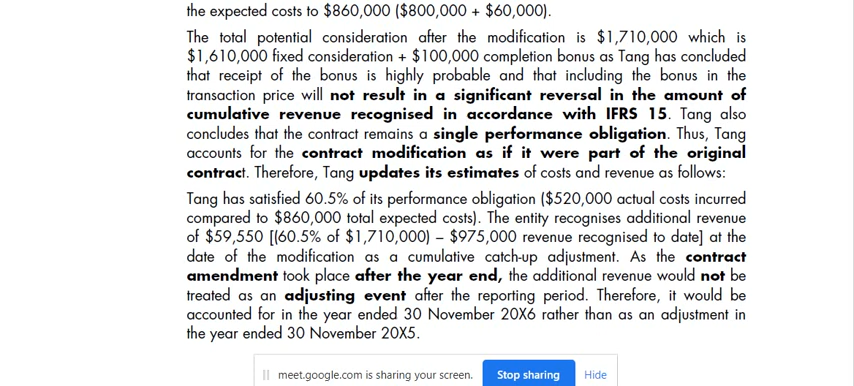 the expected costs to $860,000 ($800,000 + $60,000).
The total potential consideration after the modification is $1,710,000 which is
$1,610,000 fixed consideration + $100,000 completion bonus as Tang has concluded
that receipt of the bonus is highly probable and that including the bonus in the
transaction price will not result in a significant reversal in the amount of
cumulative revenue recognised in accordance with IFRS 15. Tang also
concludes that the contract remains a single performance obligation. Thus, Tang
accounts for the contract modification as if it were part of the original
contract. Therefore, Tang updates its estimates of costs and revenue as follows:
Tang has satisfied 60.5% of its performance obligation ($520,000 actual costs incurred
compared to $860,000 total expected costs). The entity recognises additional revenue
of $59,550 [(60.5% of $1,710,000) – $975,000 revenue recognised to date] at the
date of the modification as a cumulative catch-up adjustment. As the contract
amendment took place after the year end, the additional revenue would not be
treated as an adjusting event after the reporting period. Therefore, it would be
accounted for in the year ended 30 November 20X6 rather than as an adjustment in
the year ended 30 November 20X5.
meet.google.com is sharing your screen. Stop sharing Hide